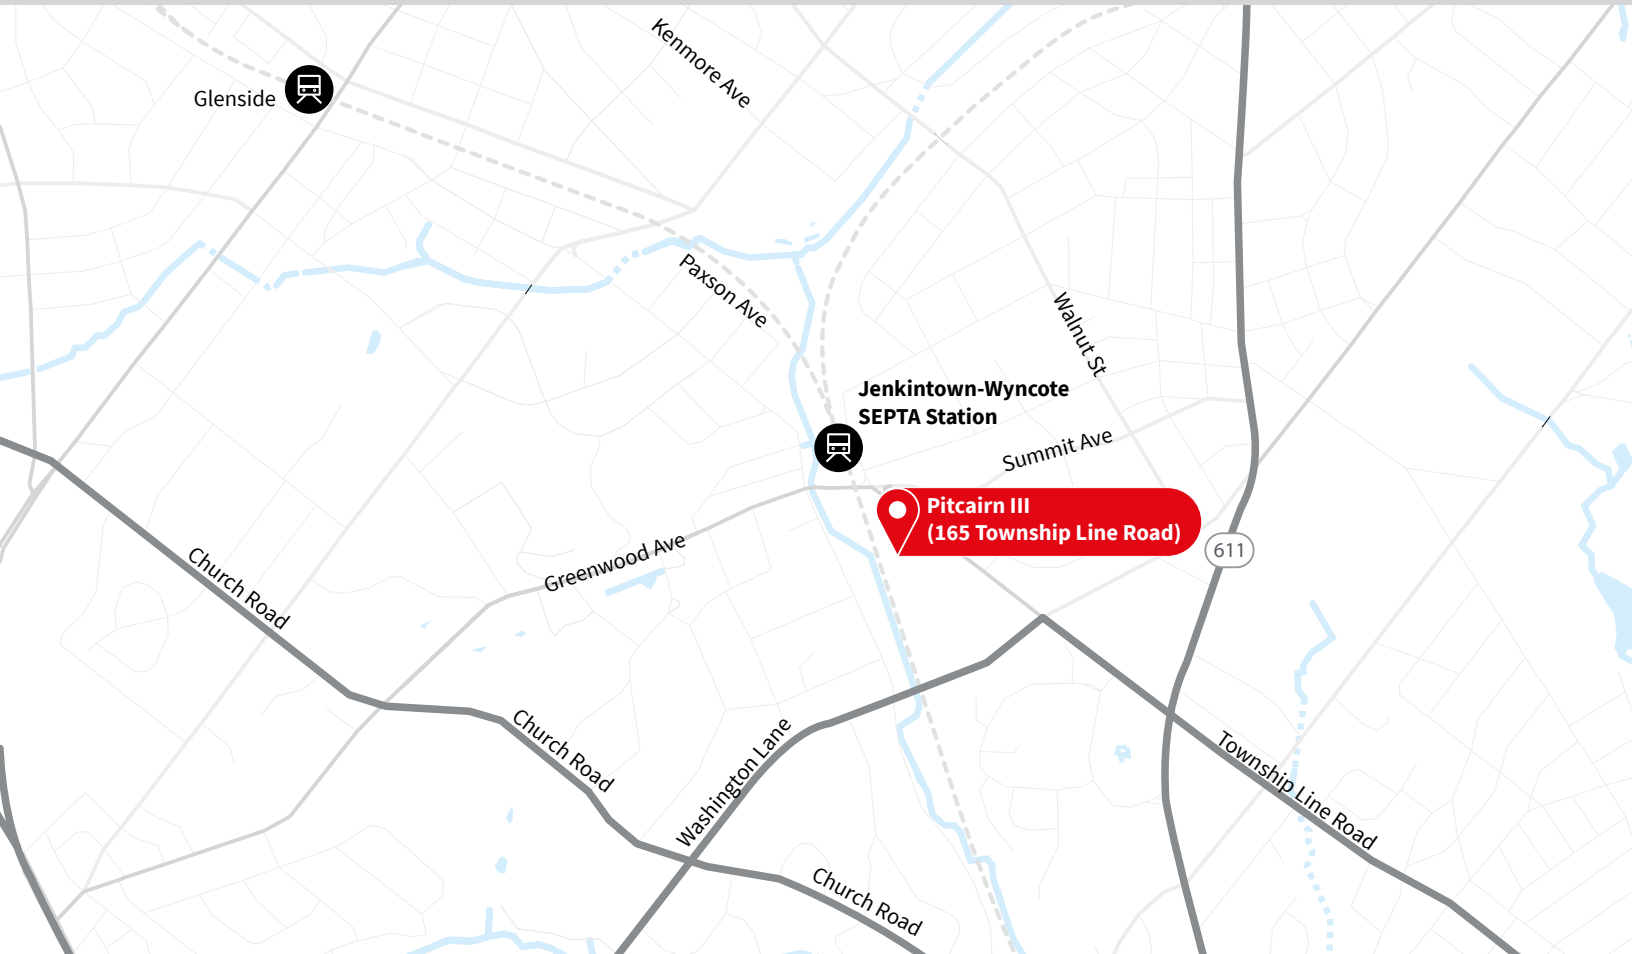 Kenmore Ave
Glenside
Paxson Ave
Walnut St
Jenkintown-Wyncote
SEPTA Station
Summit Ave
Pitcairn III
(165 Township Line Road)
Greenwood Ave
611
Church Road
Church Road
Washington Lane
Township Line Road
Church Road